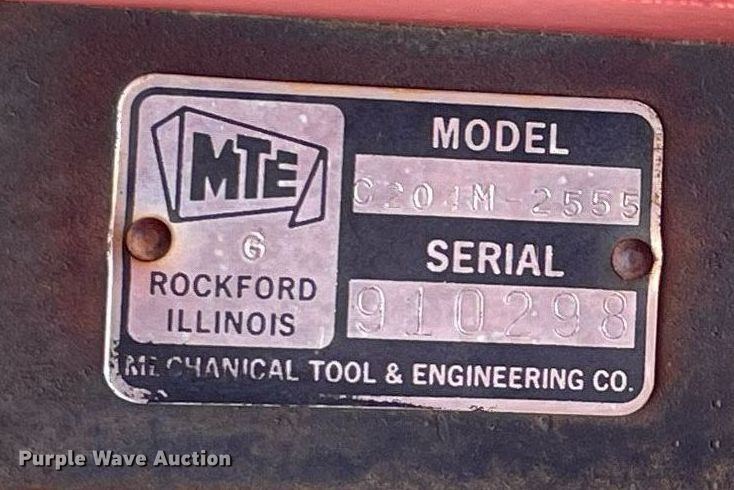 MTE
G
ROCKFORD
ILLINOIS
MODEL
C204M-2555
SERIAL
910298
MECHANICAL TOOL & ENGINEERING CO.
Purple Wave Auction